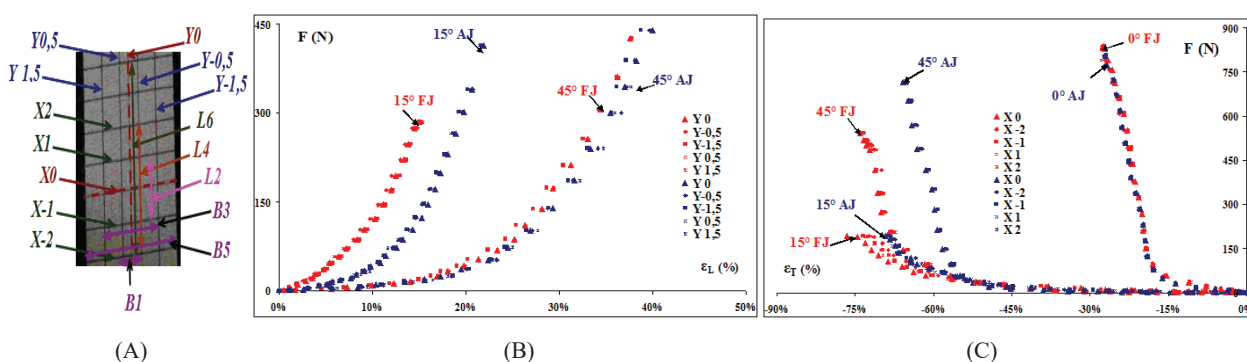 Y0,5
Y0
Y 1,5
Y-0,5
Y-1,5
X2
X1
L6
L4
X0
L2
X-1
B3
X-2
B5
B1
(A)
F (N)
450
300
150
0
0%
10%
20%
30%
40%
50%
ε_L (%)
15° AJ
15° FJ
45° FJ
45° AJ
Y 0
Y-0,5
Y-1,5
Y 0,5
Y 1,5
Y 0
Y-0,5
Y-1,5
Y 0,5
Y 1,5
(B)
F (N)
900
750
600
450
300
150
0
-90%
-75%
-60%
-45%
-30%
-15%
0%
ε_T (%)
0° FJ
0° AJ
45° AJ
45° FJ
15° AJ
15° FJ
X 0
X -2
X -1
X 1
X 2
X 0
X -2
X -1
X 1
X 2
(C)